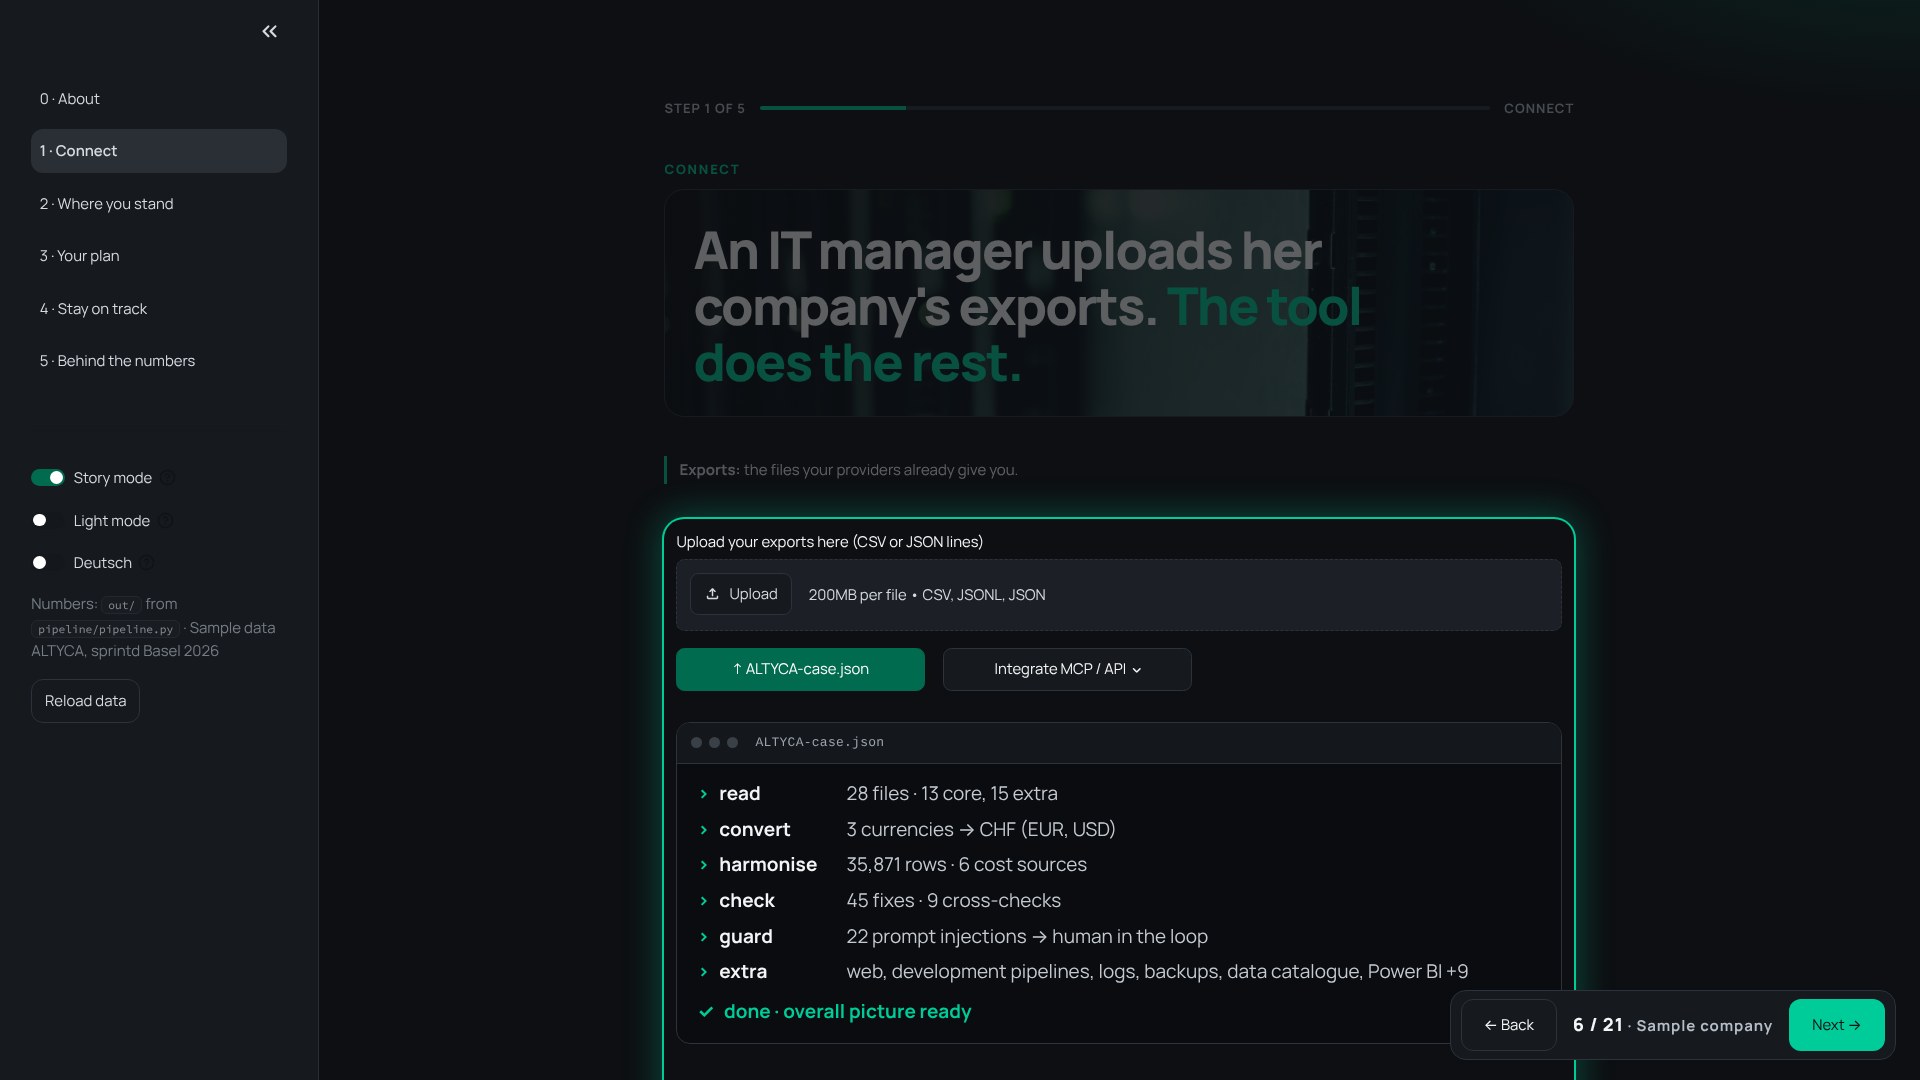 0 · About
1 · Connect
2 · Where you stand
3 · Your plan
4 · Stay on track
5 · Behind the numbers
Story mode
Light mode
Deutsch
Numbers: out/ from
pipeline/pipeline.py · Sample data
ALTYCA, sprintd Basel 2026
Reload data
STEP 1 OF 5
CONNECT
CONNECT
An IT manager uploads her
company's exports. The tool
does the rest.
Exports: the files your providers already give you.
Upload your exports here (CSV or JSON lines)
Upload
200MB per file • CSV, JSONL, JSON
↑ ALTYCA-case.json
Integrate MCP / API
ALTYCA-case.json
› read 28 files · 13 core, 15 extra
› convert 3 currencies → CHF (EUR, USD)
› harmonise 35,871 rows · 6 cost sources
› check 45 fixes · 9 cross-checks
› guard 22 prompt injections → human in the loop
› extra web, development pipelines, logs, backups, data catalogue, Power BI +9
✓ done · overall picture ready
← Back
6 / 21 · Sample company
Next →